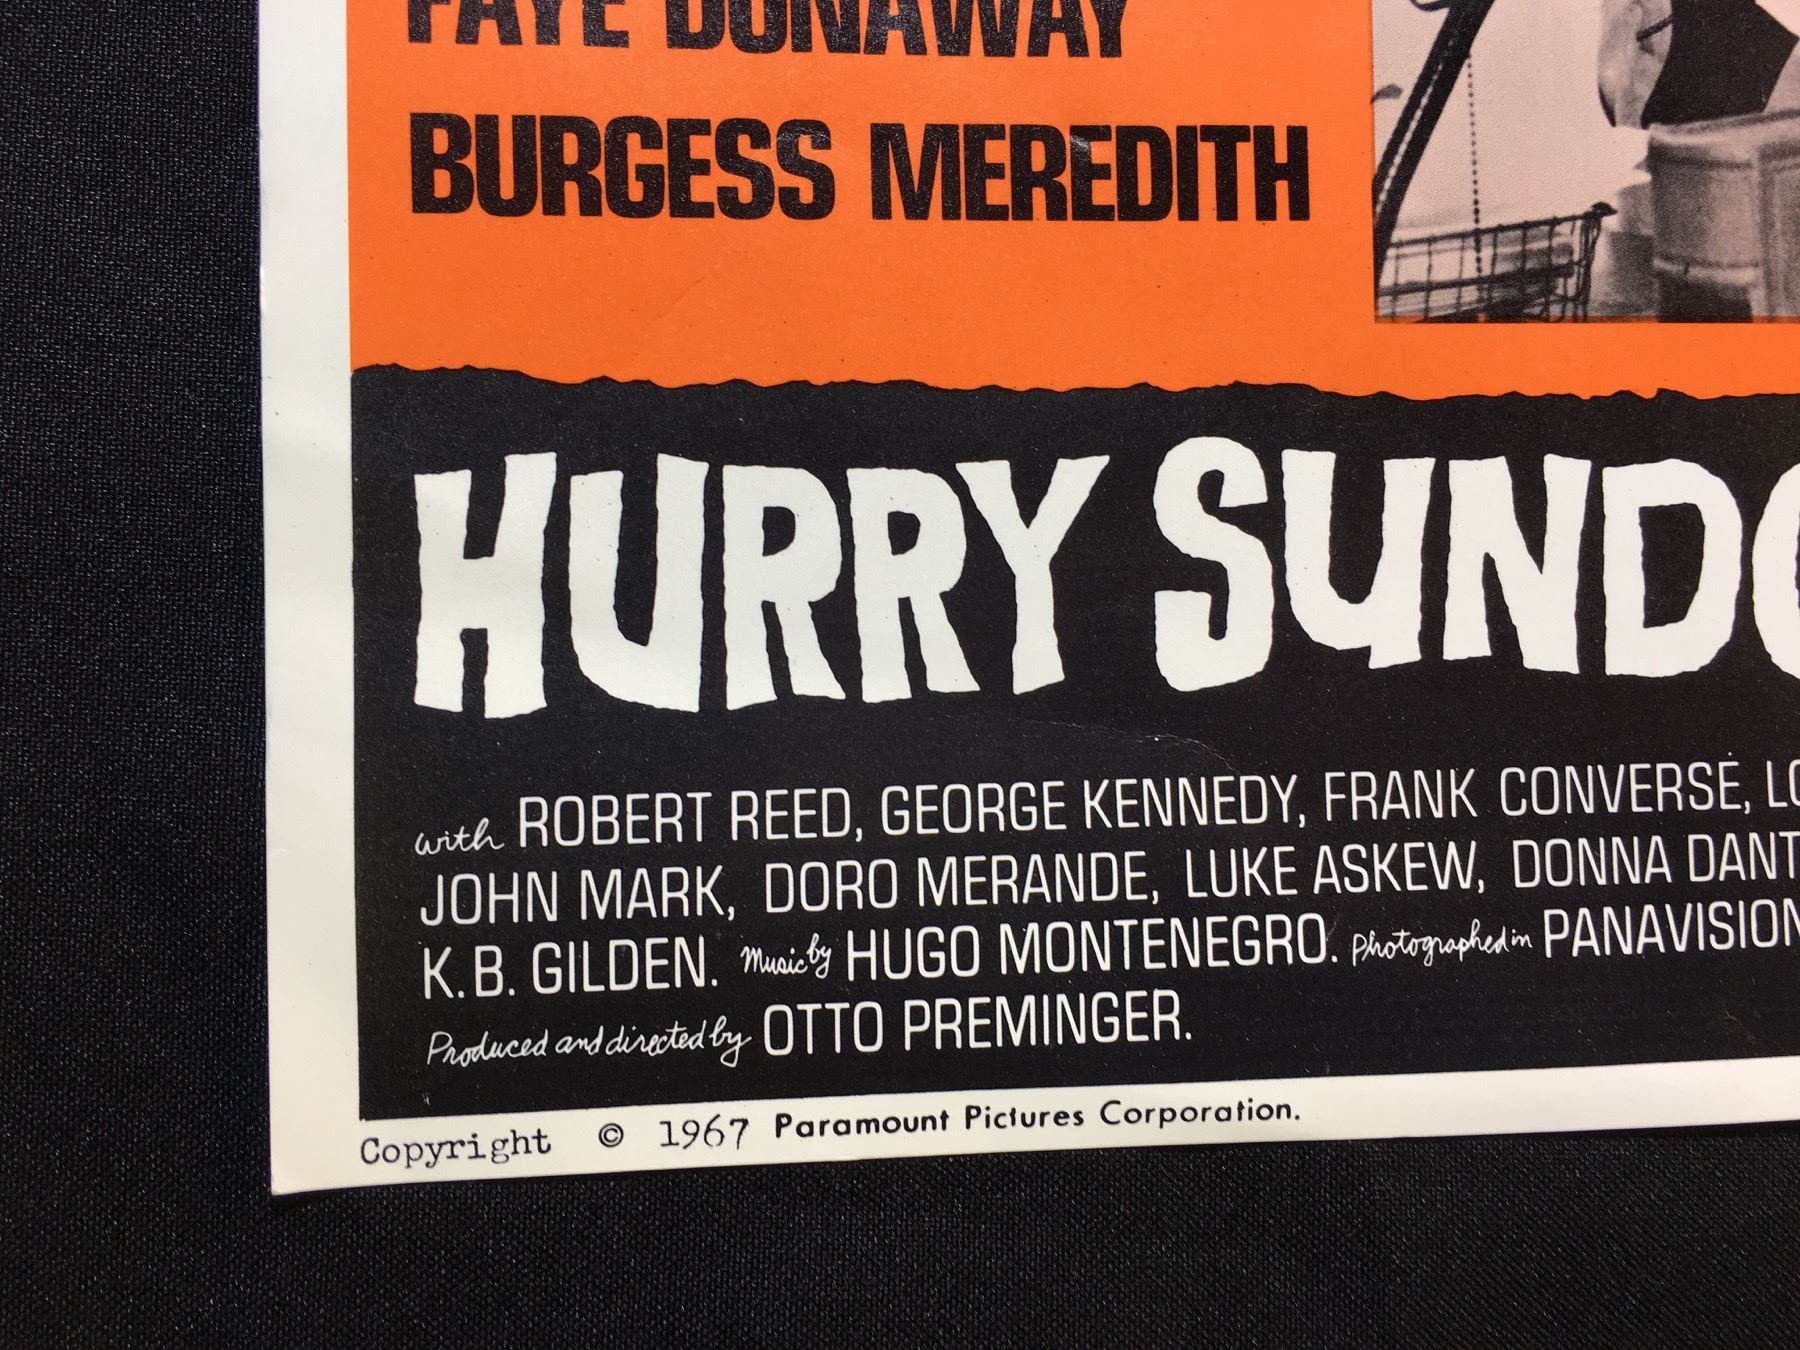 FAYE DUNAWAY
BURGESS MEREDITH
HURRY
with ROBERT REED, GEORGE KENNEDY, FRANK CONVERSE,
JOHN MARK, DORO MERANDE, LUKE ASKEW, DONNA
K.B. GILDEN. Music by HUGO MONTENEGRO. Photographed in PANAVISION
Produced and directed by OTTO PREMINGER.
Copyright © 1967 Paramount Pictures Corporation.